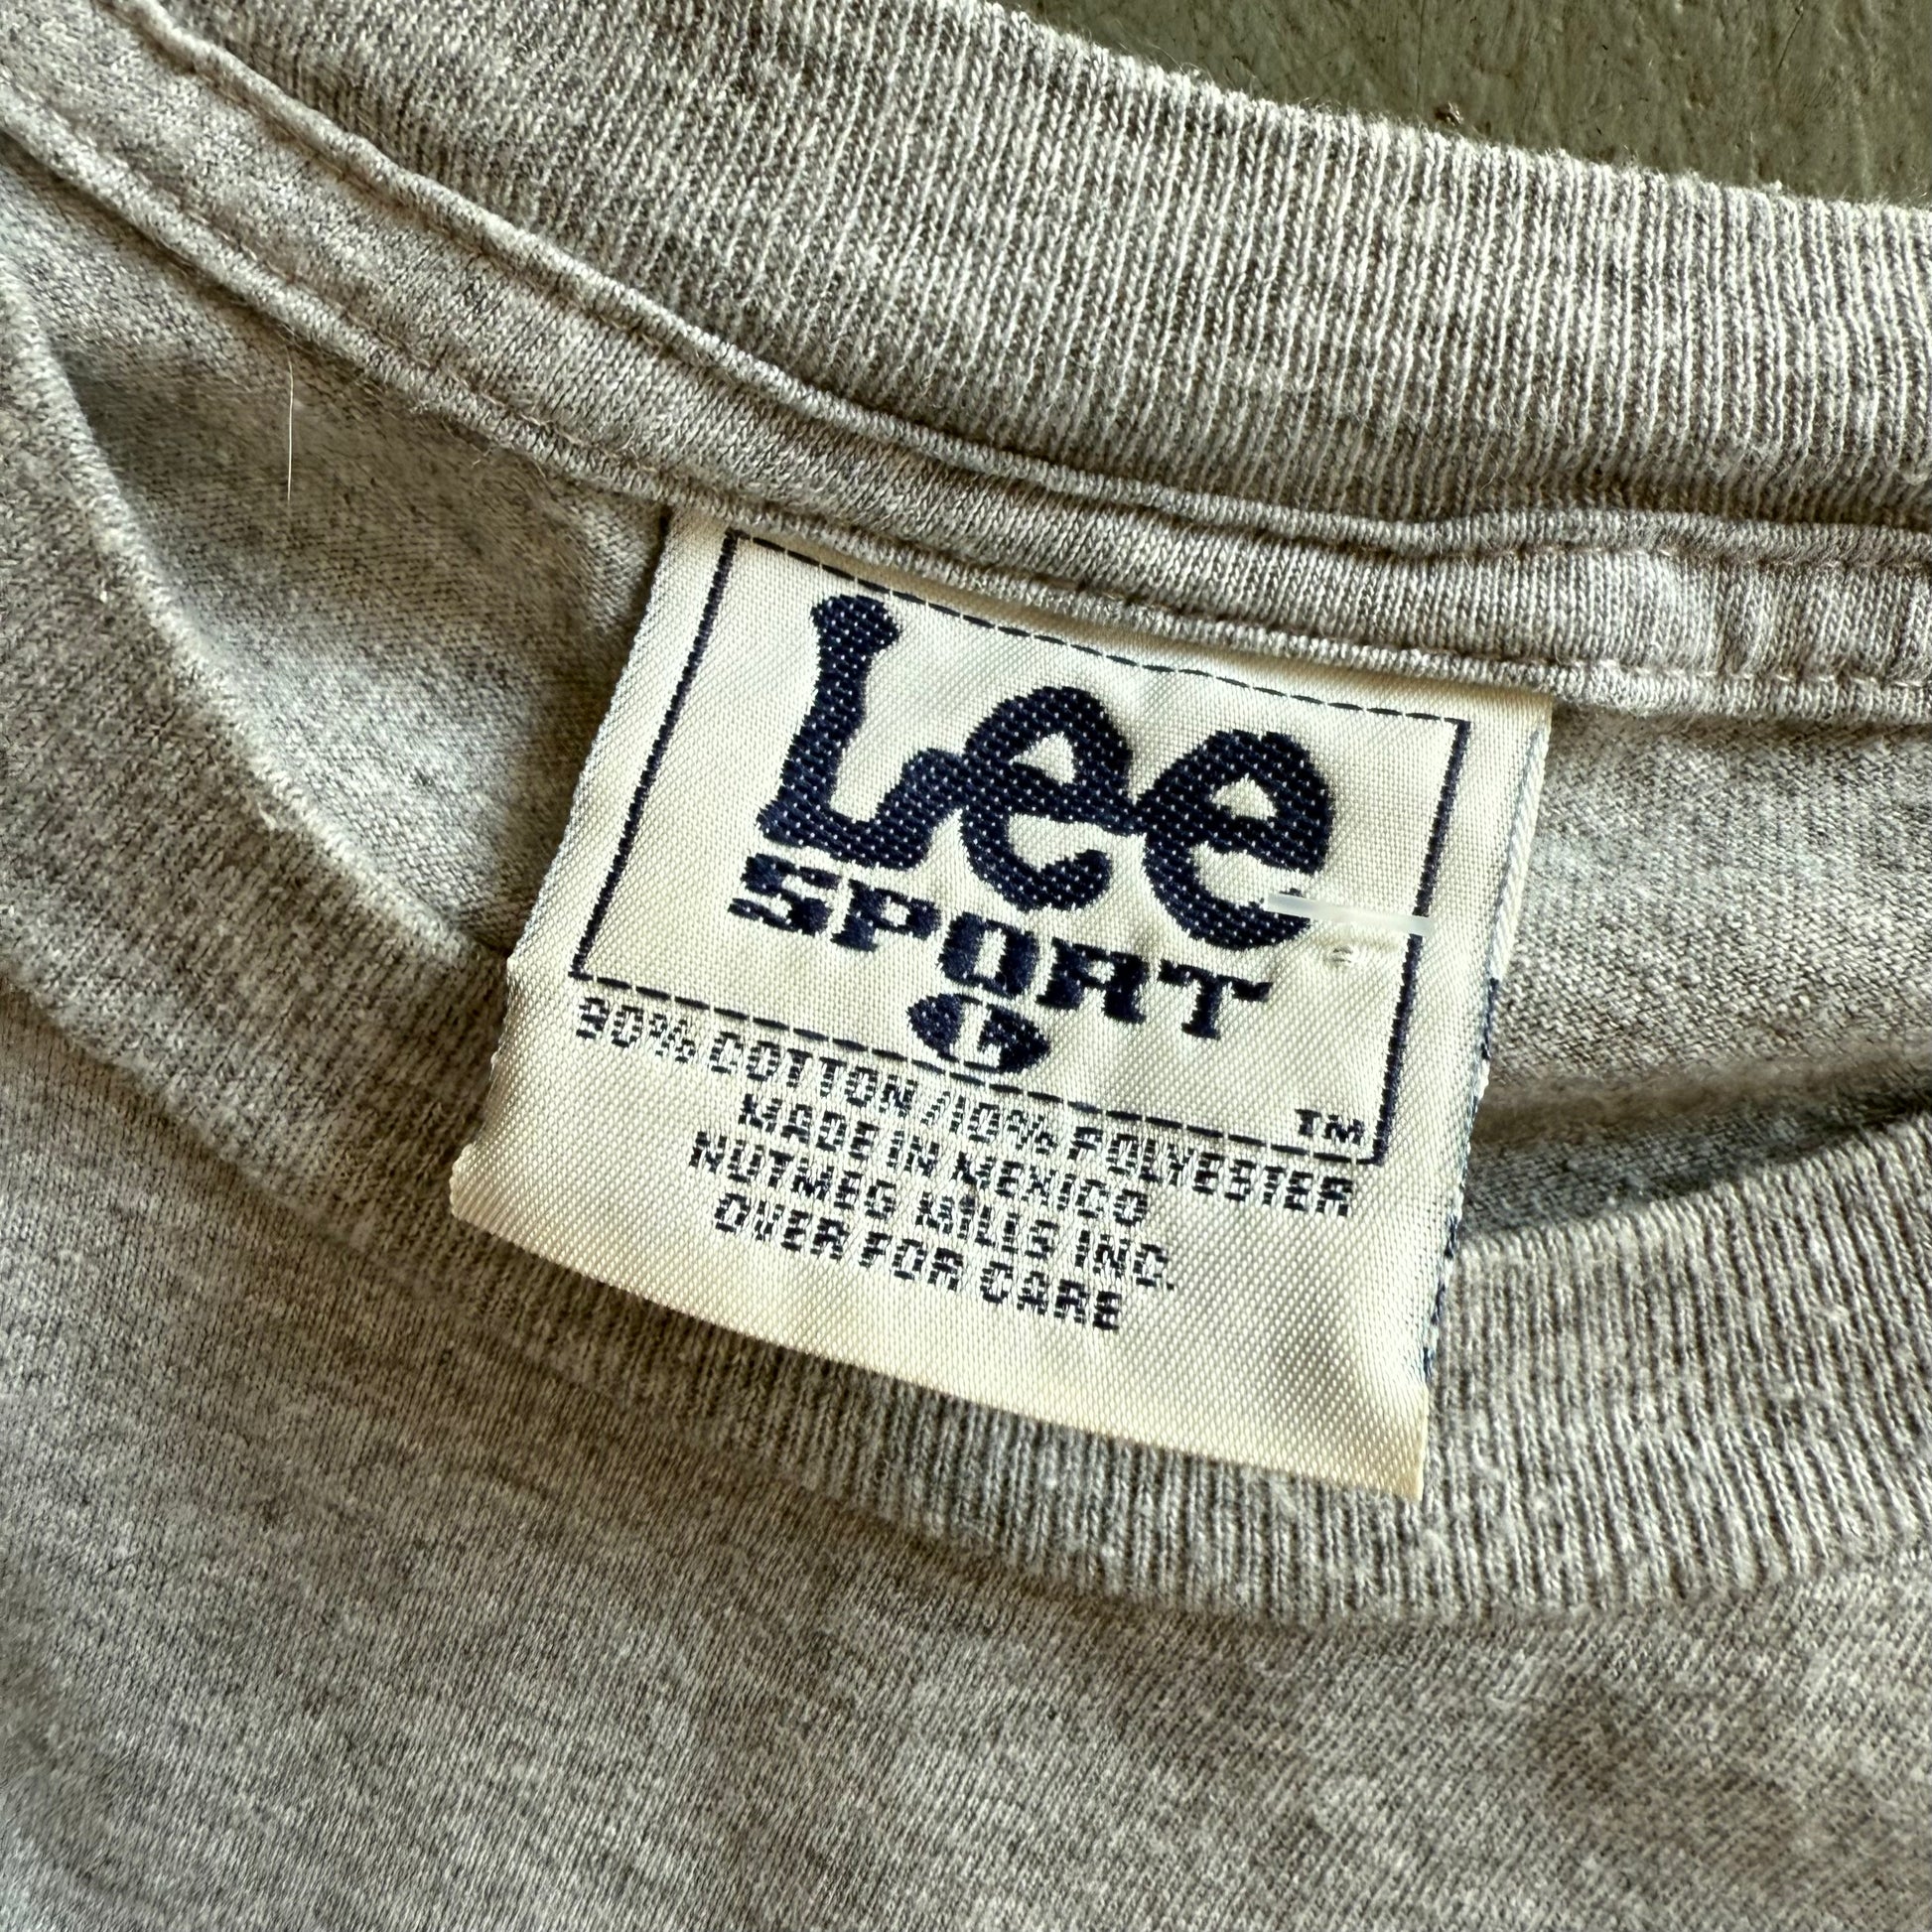 Lee
SPORT
L
TM
90% COTTON /10% POLYESTER
MADE IN MEXICO
NUTMEG MILLS INC.
OVER FOR CARE